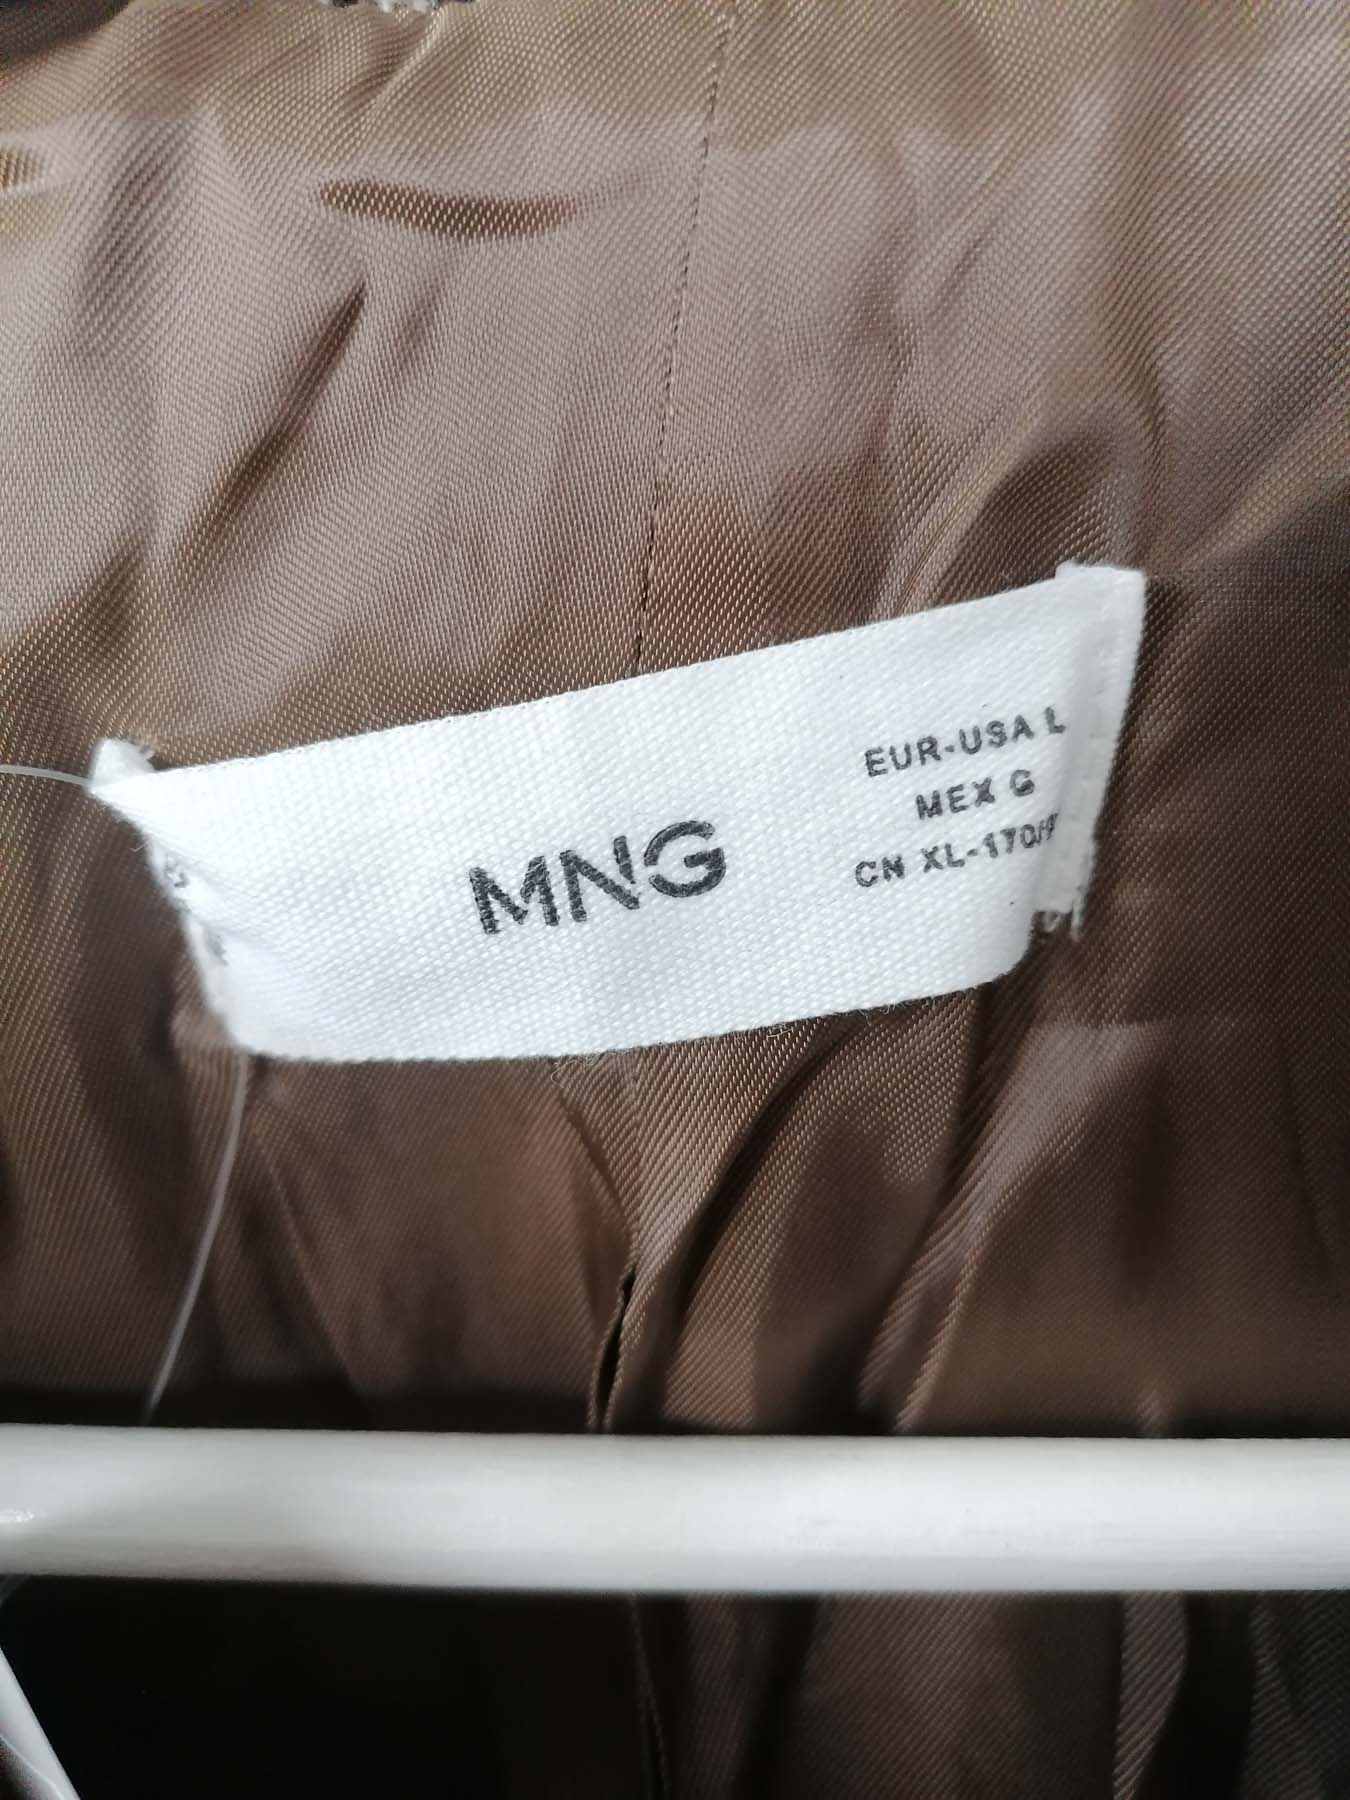 MNG
EUR-USA L
MEX G
CN XL-170/